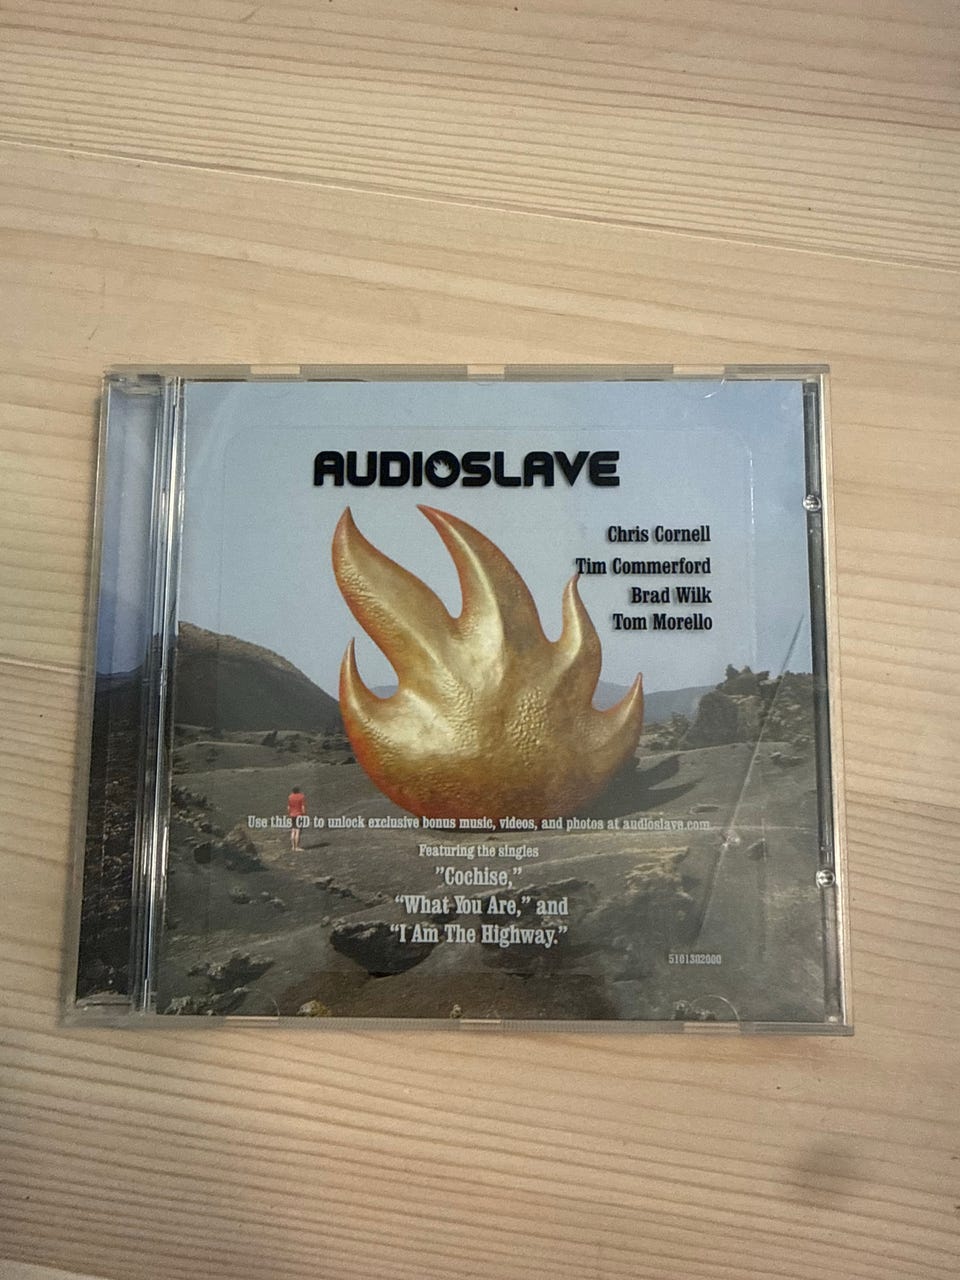 AUDIOSLAVE
Chris Cornell
Tim Commerford
Brad Wilk
Tom Morello
Use this CD to unlock exclusive bonus music, videos, and photos at audioslave.com
Featuring the singles
"Cochise,"
"What You Are," and
"I Am The Highway."
5101302000